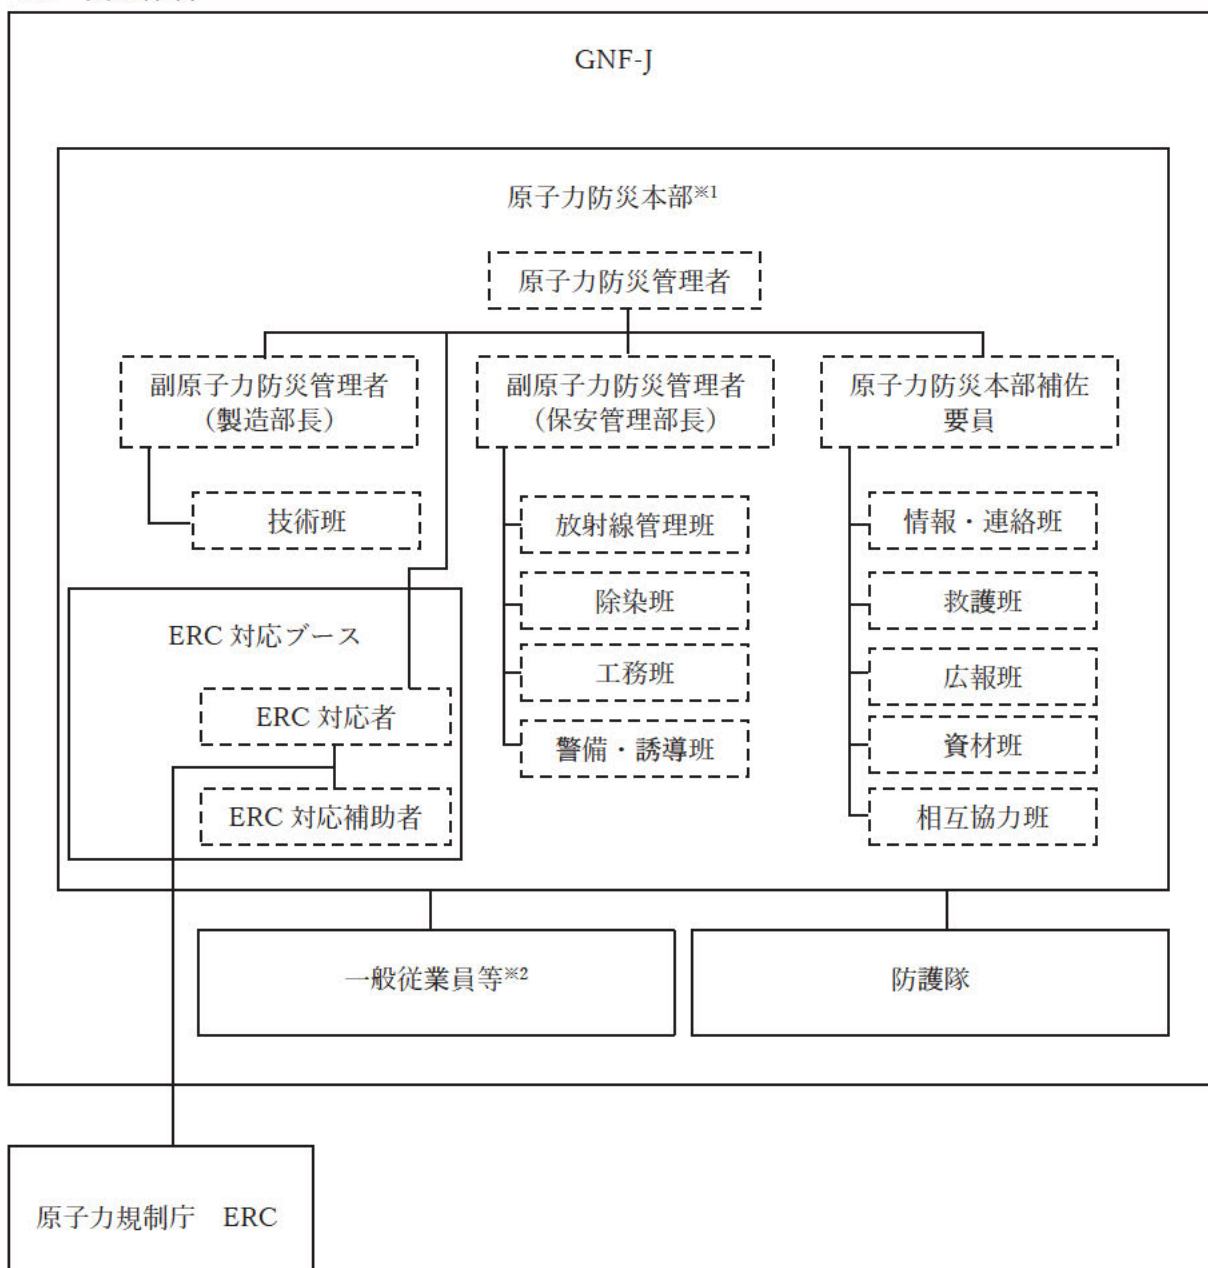 GNF-J
原子力防災本部※1
原子力防災管理者
副原子力防災管理者
（製造部長）
技術班
副原子力防災管理者
（保安管理部長）
放射線管理班
除染班
工務班
警備・誘導班
原子力防災本部補佐
要員
情報・連絡班
救護班
広報班
資材班
相互協力班
ERC 対応ブース
ERC 対応者
ERC 対応補助者
一般従業員等※2
防護隊
原子力規制庁　ERC